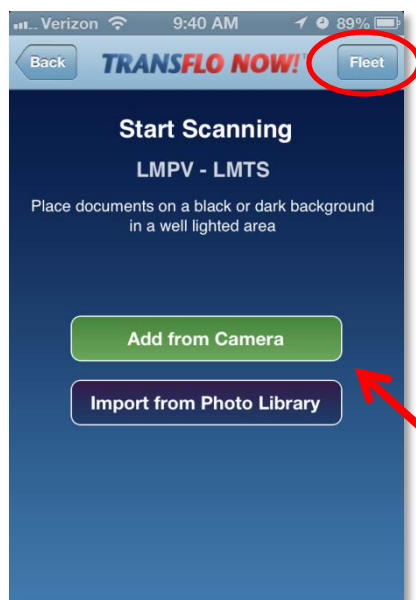 Verizon 9:40 AM 89%
Back TRANSFLO NOW! Fleet
Start Scanning
LMPV - LMTS
Place documents on a black or dark background
in a well lighted area
Add from Camera
Import from Photo Library